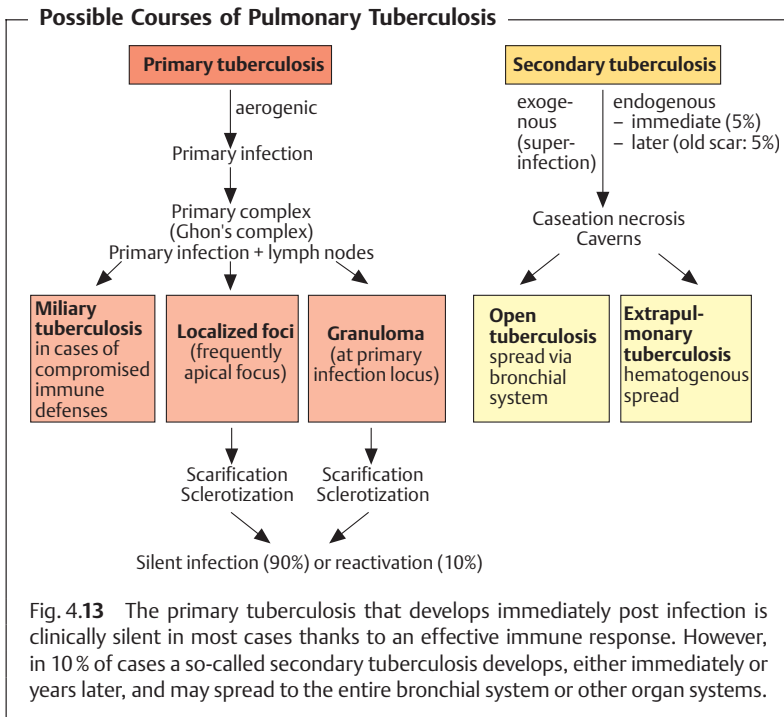 Possible Courses of Pulmonary Tuberculosis
Primary tuberculosis
aerogenic
Primary infection
Primary complex
(Ghon's complex)
Primary infection + lymph nodes
Miliary
tuberculosis
in cases of
compromised
immune
defenses
Localized foci
(frequently
apical focus)
Granuloma
(at primary
infection locus)
Scarification
Sclerotization
Scarification
Sclerotization
Silent infection (90%) or reactivation (10%)
Secondary tuberculosis
exoge-
nous
(super-
infection)
endogenous
– immediate (5%)
– later (old scar: 5%)
Caseation necrosis
Caverns
Open
tuberculosis
spread via
bronchial
system
Extrapul-
monary
tuberculosis
hematogenous
spread
Fig. 4.13 The primary tuberculosis that develops immediately post infection is
clinically silent in most cases thanks to an effective immune response. However,
in 10 % of cases a so-called secondary tuberculosis develops, either immediately or
years later, and may spread to the entire bronchial system or other organ systems.